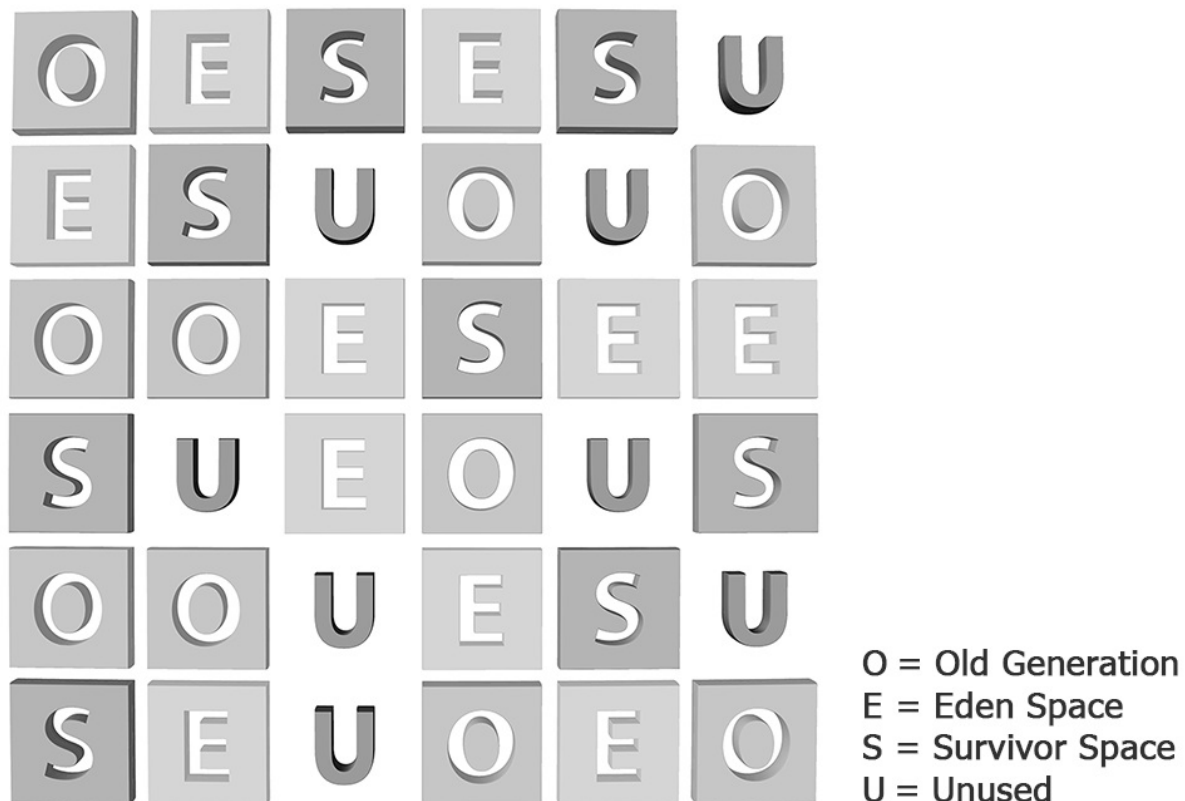 O E S E S U
E S U O U O
O O E S E E
S U E O U S
O O U E S U
S E U O E O
O = Old Generation
E = Eden Space
S = Survivor Space
U = Unused